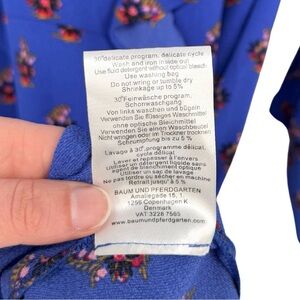 30°delicate program, delicate cycle
Wash and iron inside out
Use fluid detergent without optical bleach
Use washing bag
Do not wring or tumble dry
Shrinkage up to 5%
30°Feinwäsche program,
Schonwaschgang
Von links waschen und bügeln
Verwenden Sie flüssiges Waschmittel
ohne optische Bleichmittel
Verwenden Sie einen Waschbeutel
Nicht wringen oder im Trockner trocknen
Schrumpfung bis zu 5 %
Lavage à 30°, programme délicat,
cycle délicat
Laver et repasser à l'envers
Utilisez un détergent liquide sans
agent de blanchiment optique
Utilisez un sac de lavage
Ne pas tordre ou sécher en machine
Retrait jusqu'à 5 %
BAUM UND PFERDGARTEN
Amaliegade 15, 1.
1256 Copenhagen K
Denmark
VAT 3228 7565
www.baumundpferdgarten.com